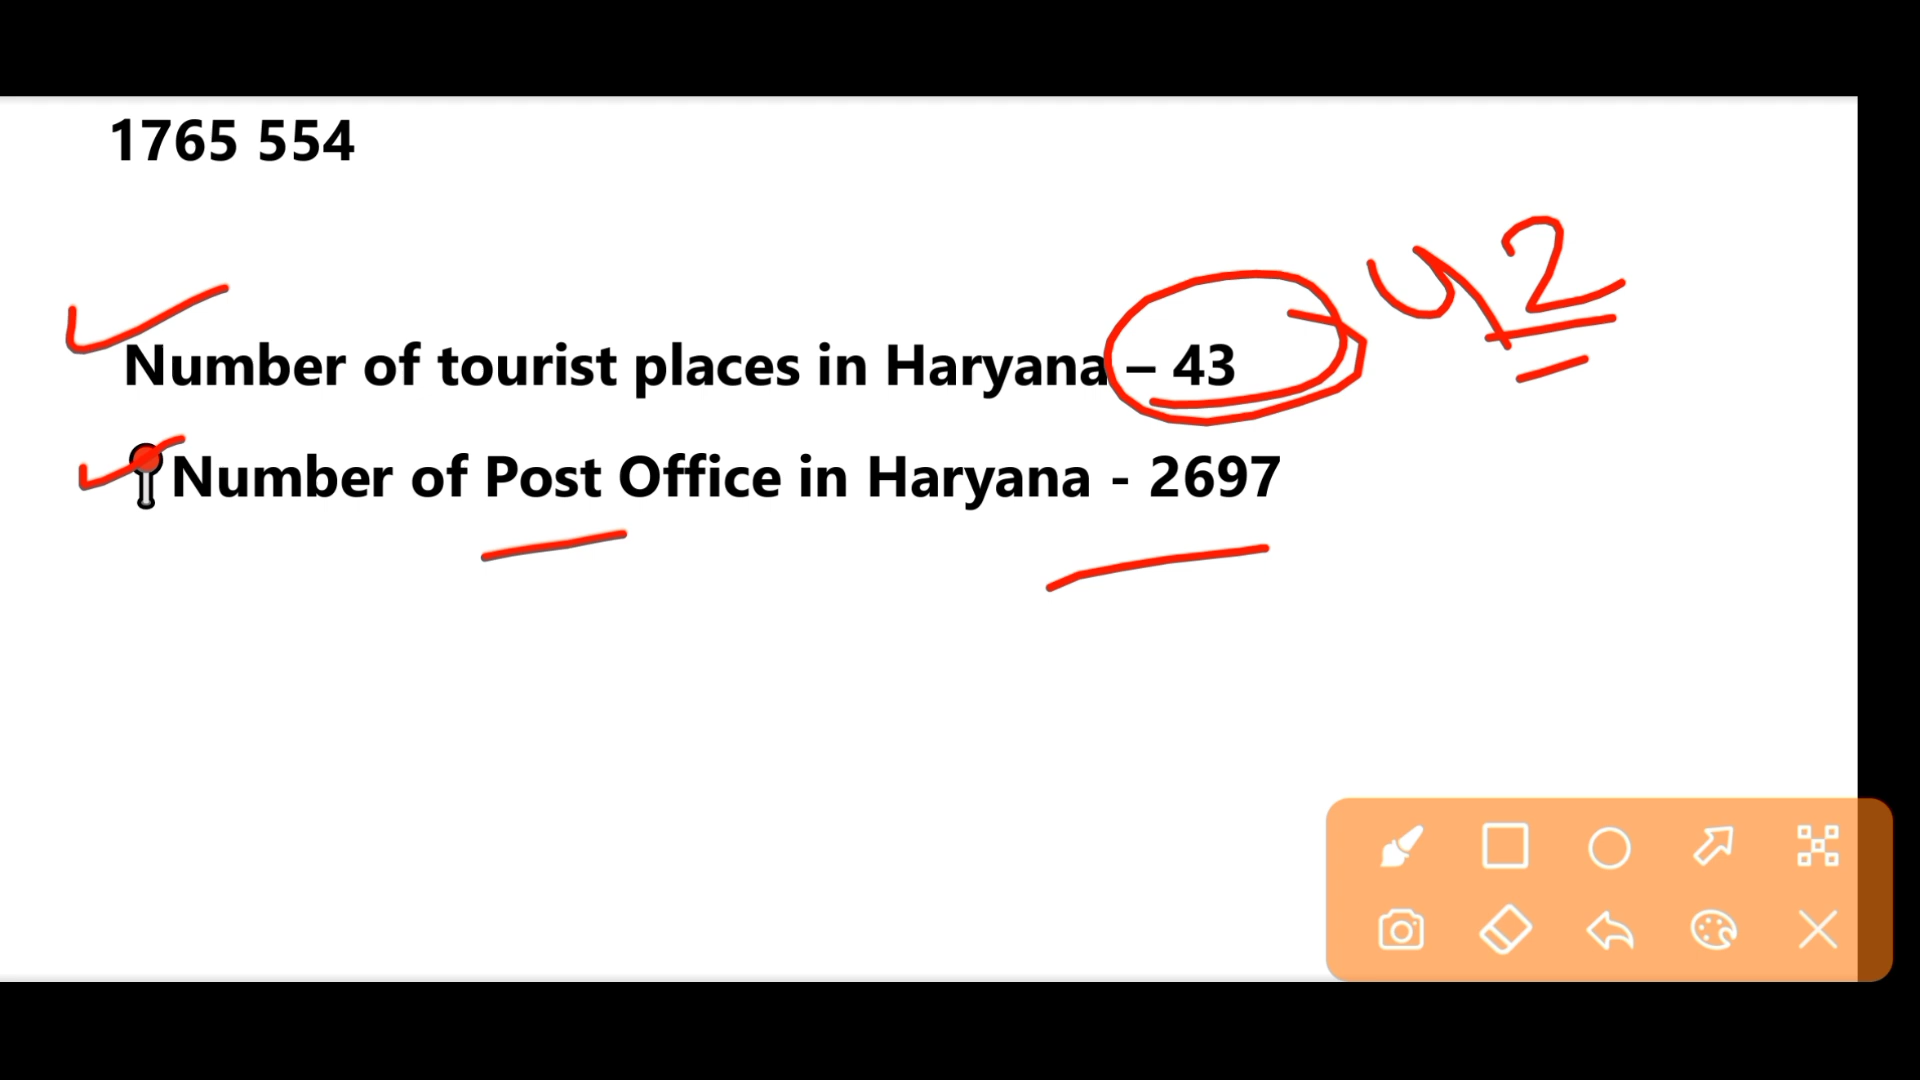 1765 554
42
Number of tourist places in Haryana – 43
Number of Post Office in Haryana - 2697